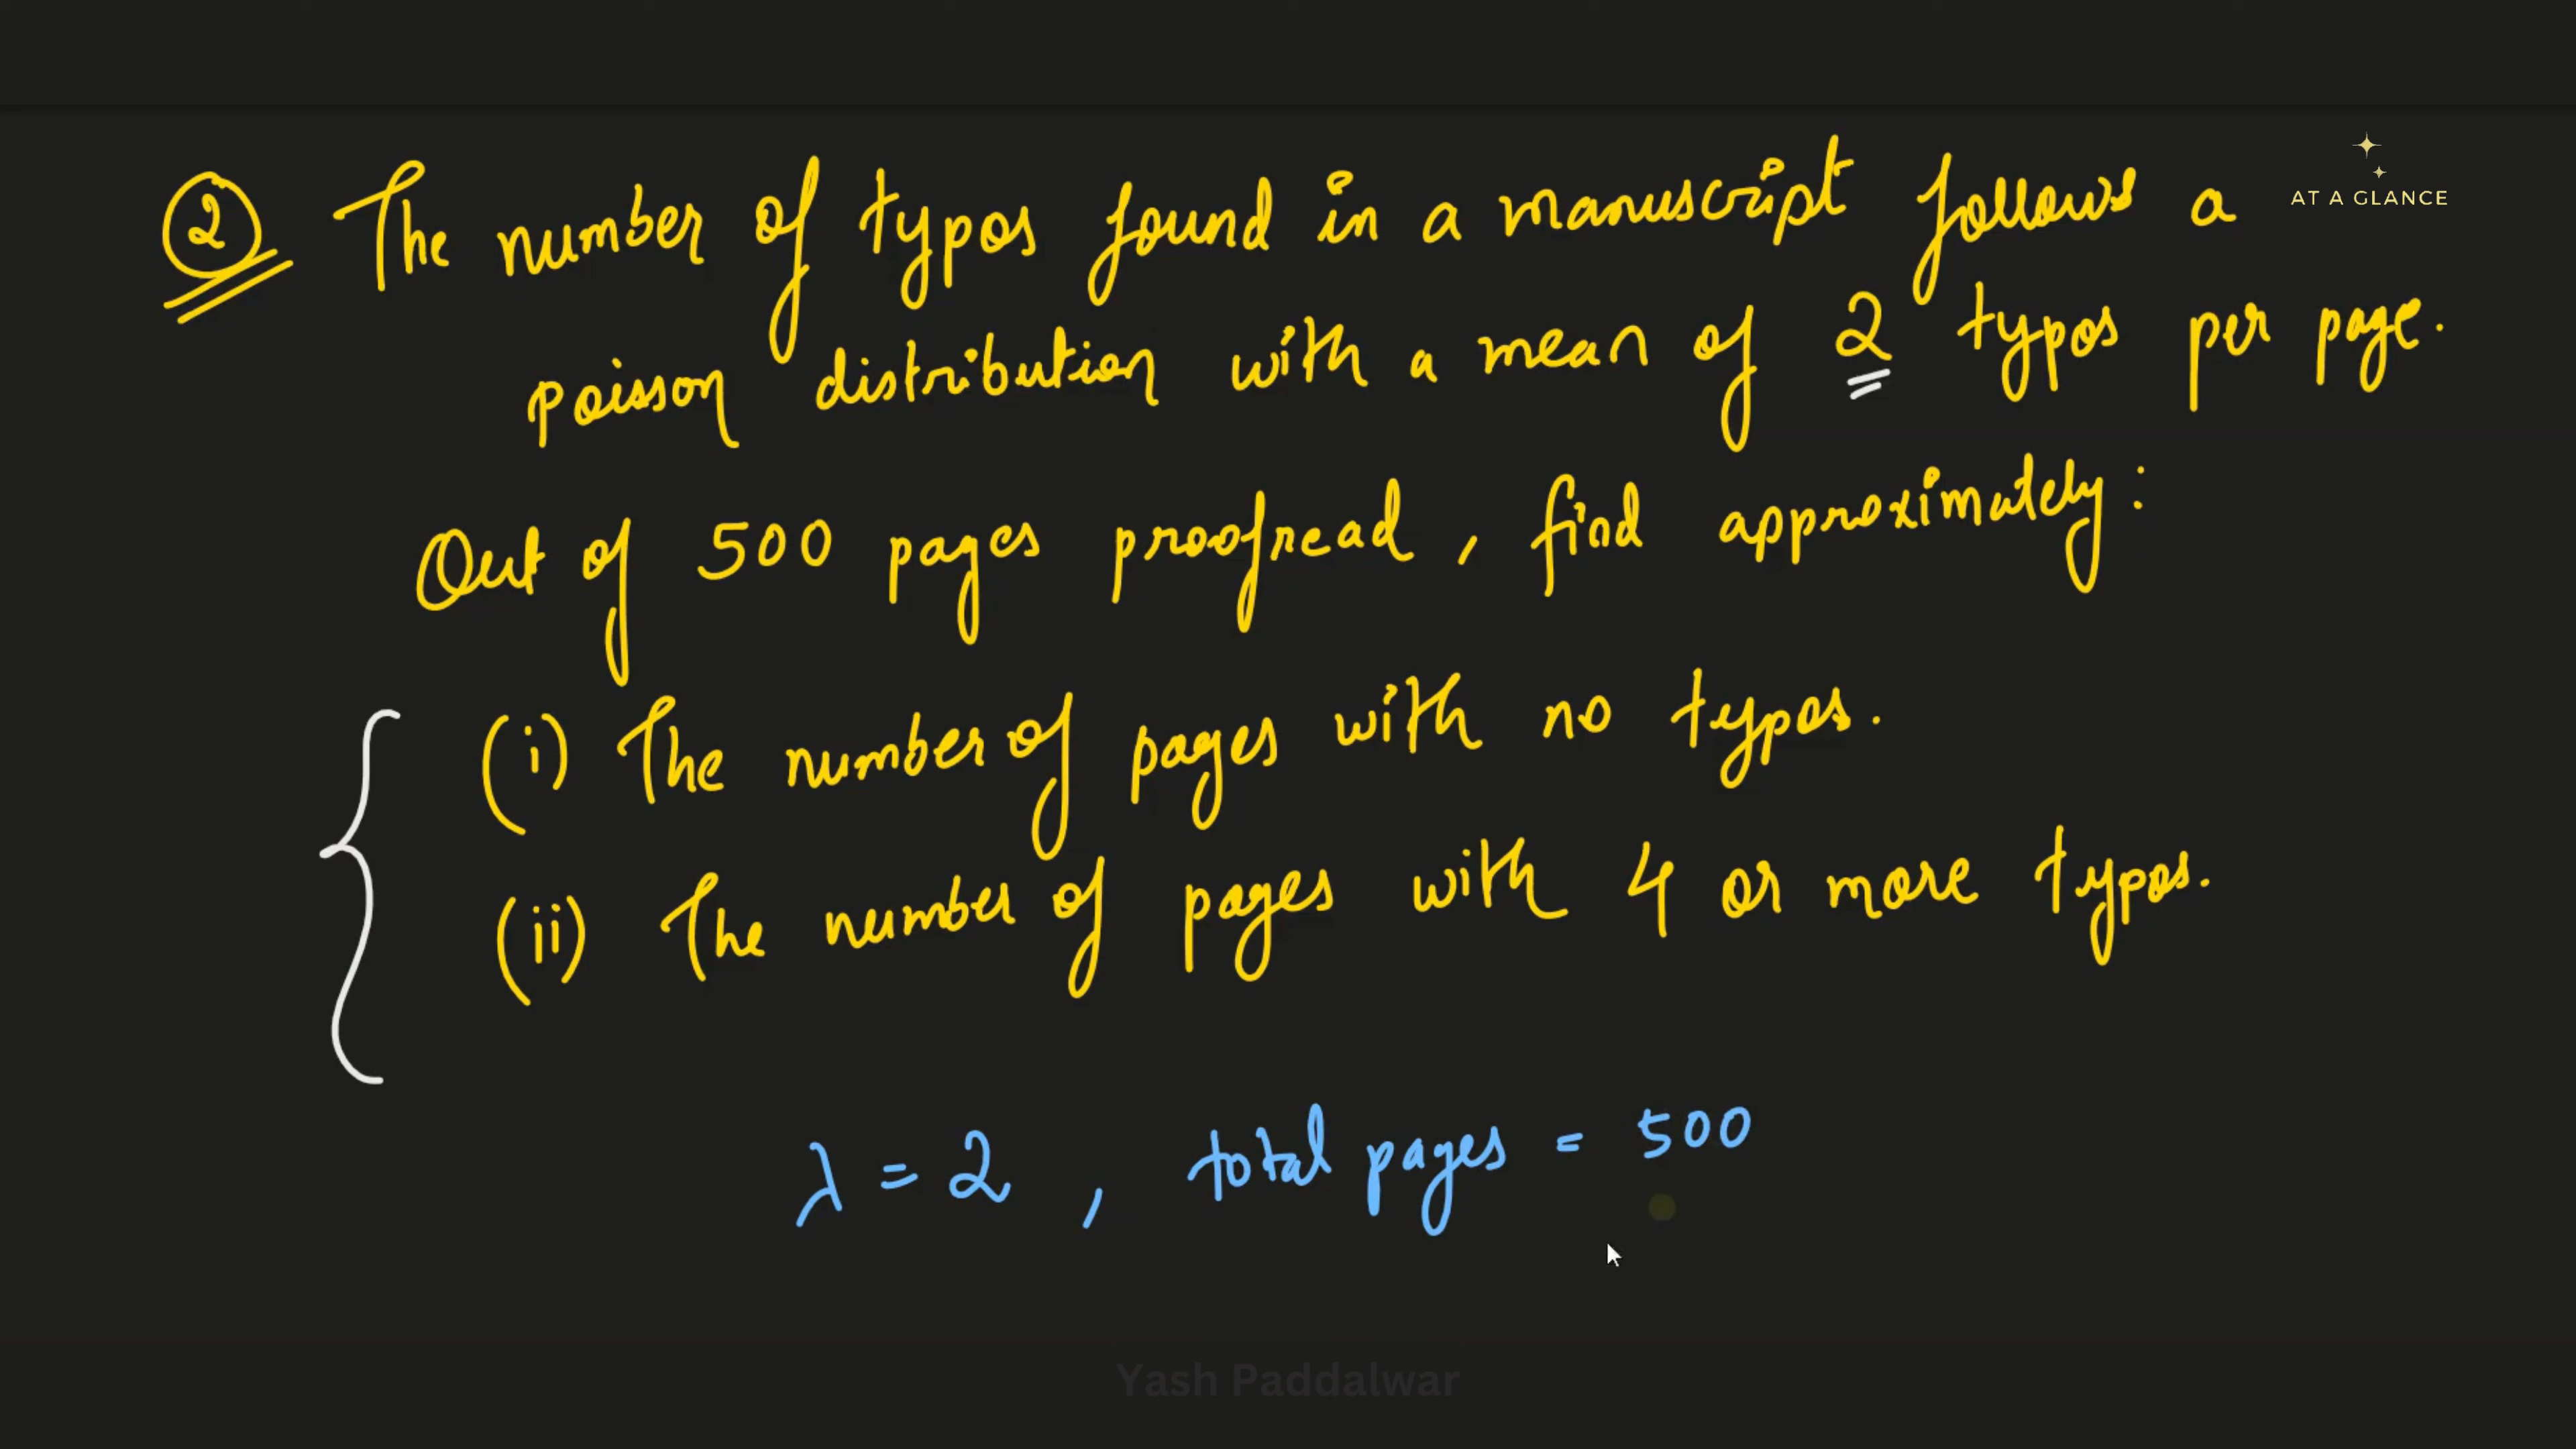 AT A GLANCE
② The number of typos found in a manuscript follows a
poisson distribution with a mean of 2 typos per page.
Out of 500 pages proofread, find approximately:
(i) The number of pages with no typos.
(ii) The number of pages with 4 or more typos.
λ = 2 , total pages = 500
Yash Paddalwar